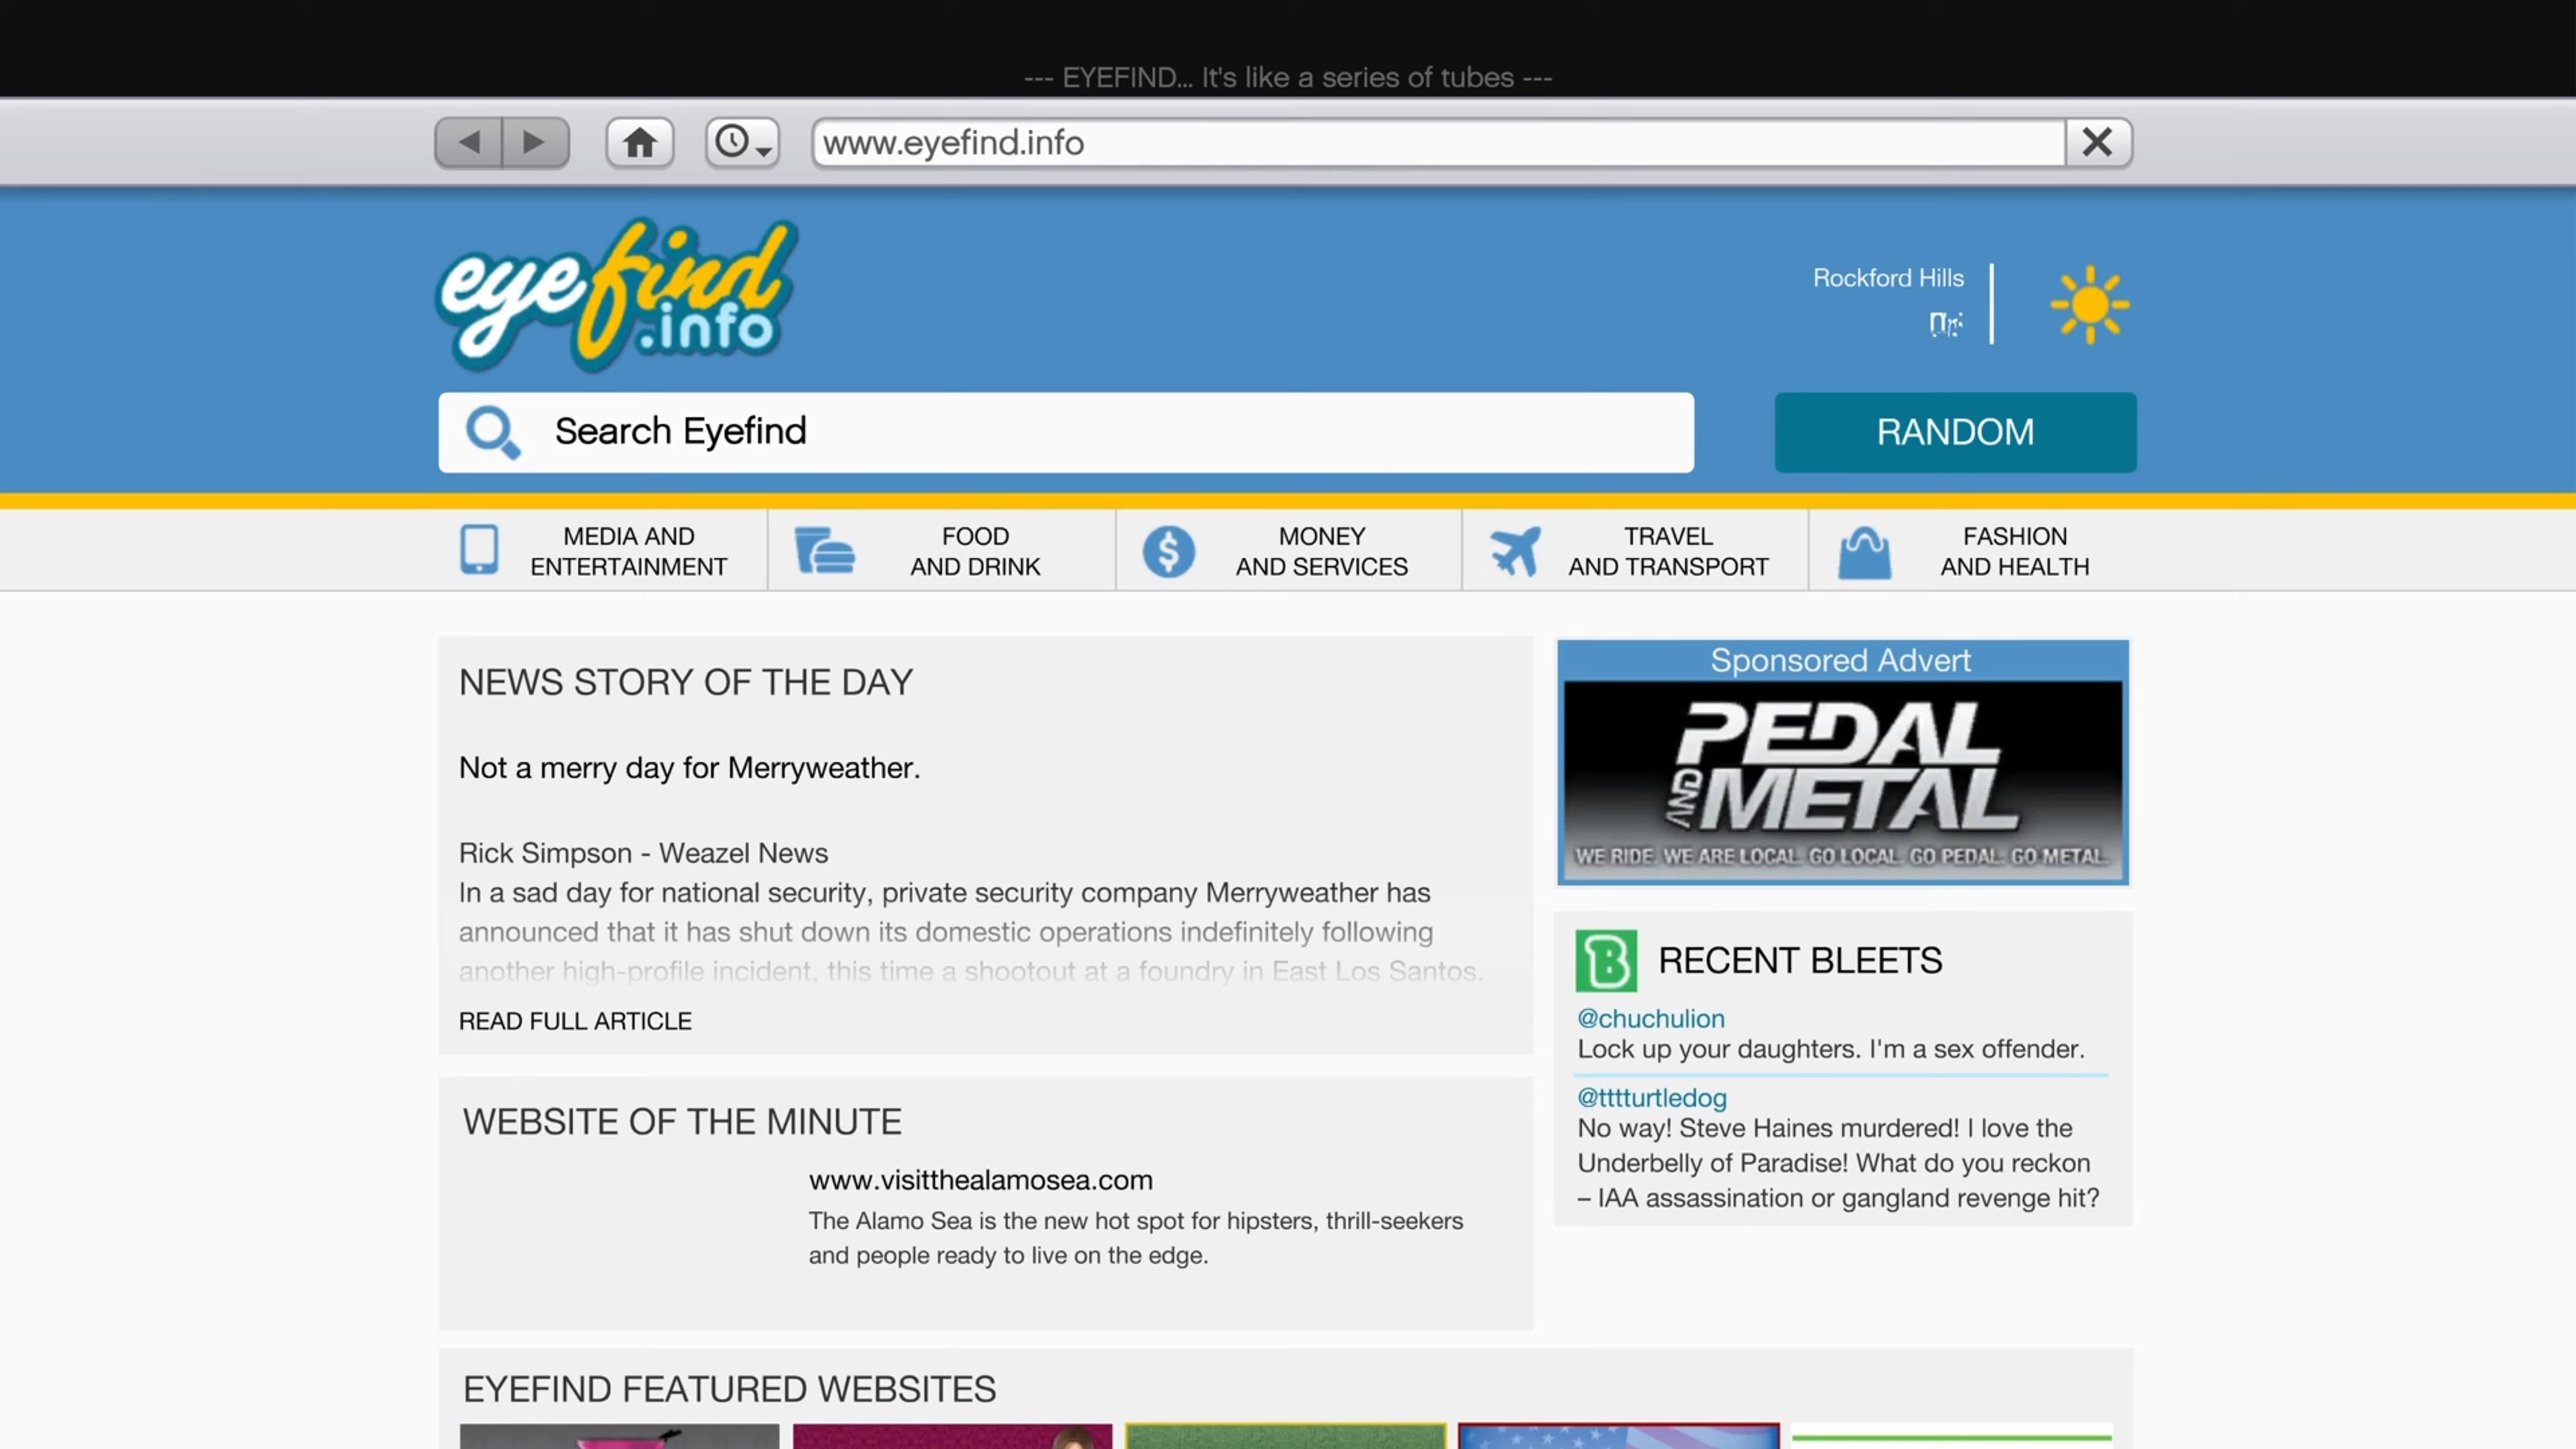 --- EYEFIND... It's like a series of tubes ---
www.eyefind.info
eyefind
.info
Rockford Hills
Search Eyefind
RANDOM
MEDIA AND
ENTERTAINMENT
FOOD
AND DRINK
MONEY
AND SERVICES
TRAVEL
AND TRANSPORT
FASHION
AND HEALTH
NEWS STORY OF THE DAY
Not a merry day for Merryweather.
Rick Simpson - Weazel News
In a sad day for national security, private security company Merryweather has
announced that it has shut down its domestic operations indefinitely following
another high-profile incident, this time a shootout at a foundry in East Los Santos.
READ FULL ARTICLE
Sponsored Advert
PEDAL
AND METAL
WE RIDE. WE ARE LOCAL. GO LOCAL. GO PEDAL. GO METAL.
B RECENT BLEETS
@chuchulion
Lock up your daughters. I'm a sex offender.
@tttturtledog
No way! Steve Haines murdered! I love the
Underbelly of Paradise! What do you reckon
– IAA assassination or gangland revenge hit?
WEBSITE OF THE MINUTE
www.visitthealamosea.com
The Alamo Sea is the new hot spot for hipsters, thrill-seekers
and people ready to live on the edge.
EYEFIND FEATURED WEBSITES